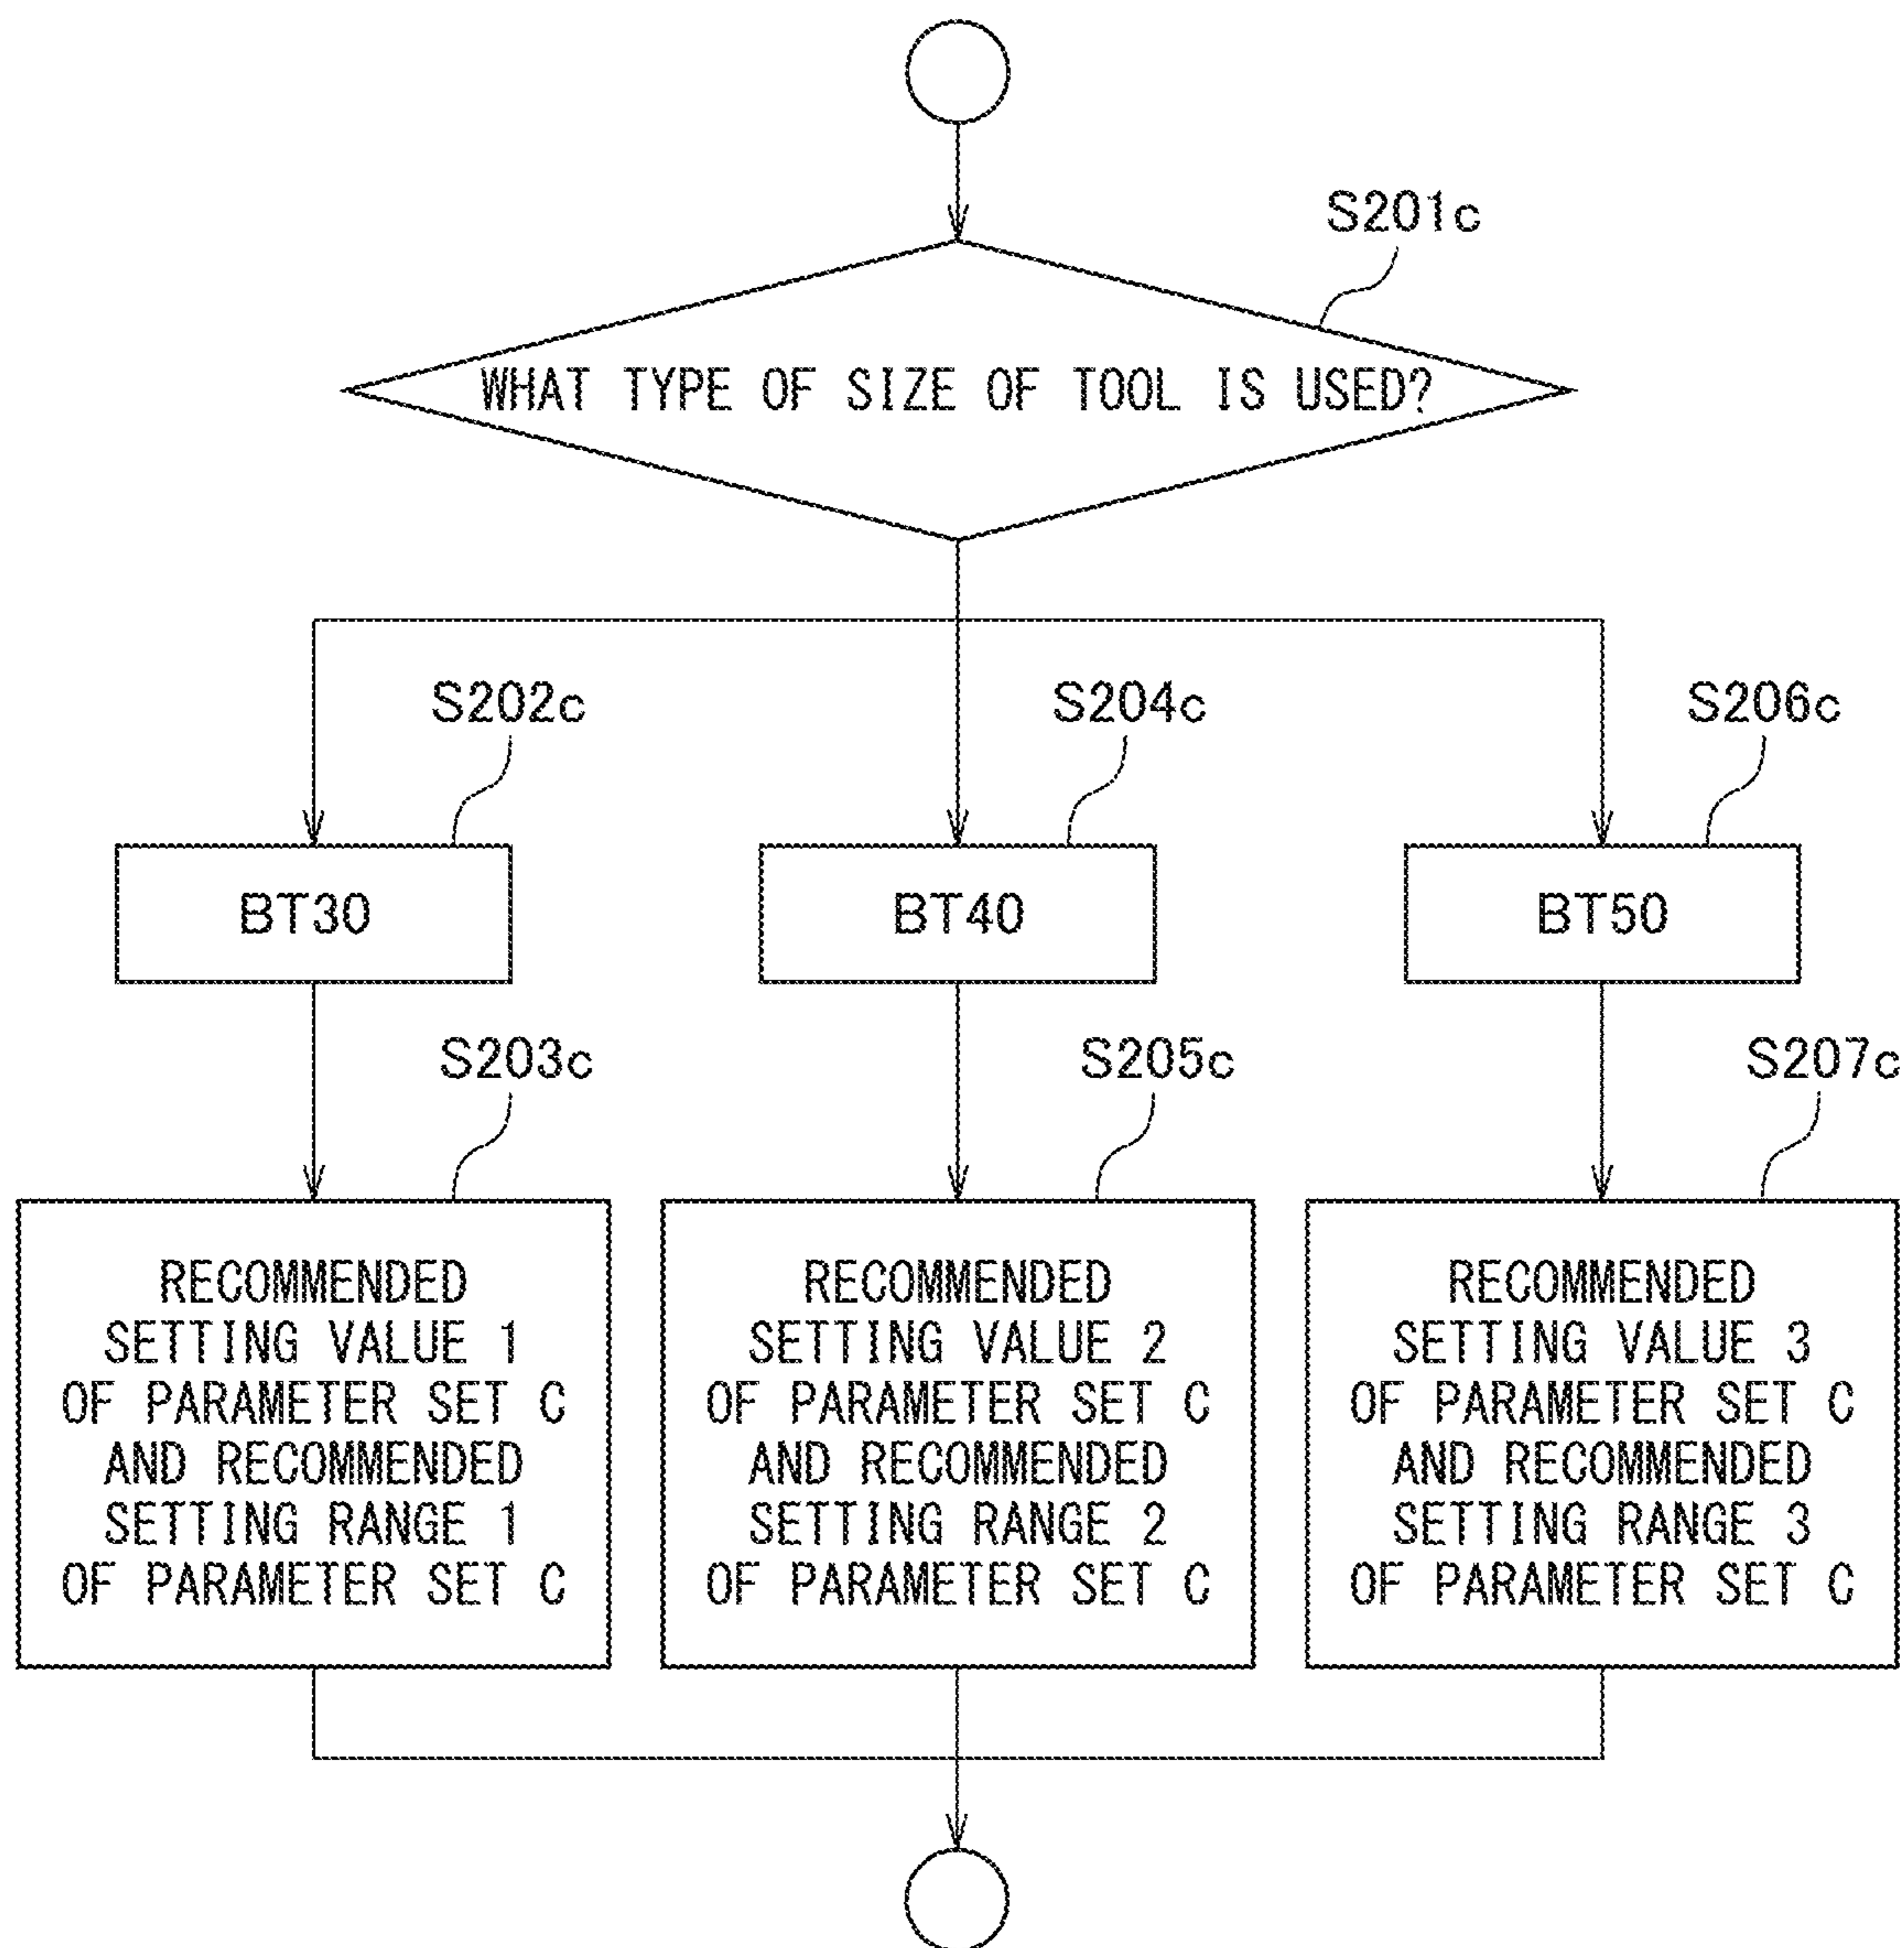 S201c
WHAT TYPE OF SIZE OF TOOL IS USED?
S202c
S204c
S206c
BT30
BT40
BT50
S203c
S205c
S207c
RECOMMENDED
SETTING VALUE 1
OF PARAMETER SET C
AND RECOMMENDED
SETTING RANGE 1
OF PARAMETER SET C
RECOMMENDED
SETTING VALUE 2
OF PARAMETER SET C
AND RECOMMENDED
SETTING RANGE 2
OF PARAMETER SET C
RECOMMENDED
SETTING VALUE 3
OF PARAMETER SET C
AND RECOMMENDED
SETTING RANGE 3
OF PARAMETER SET C